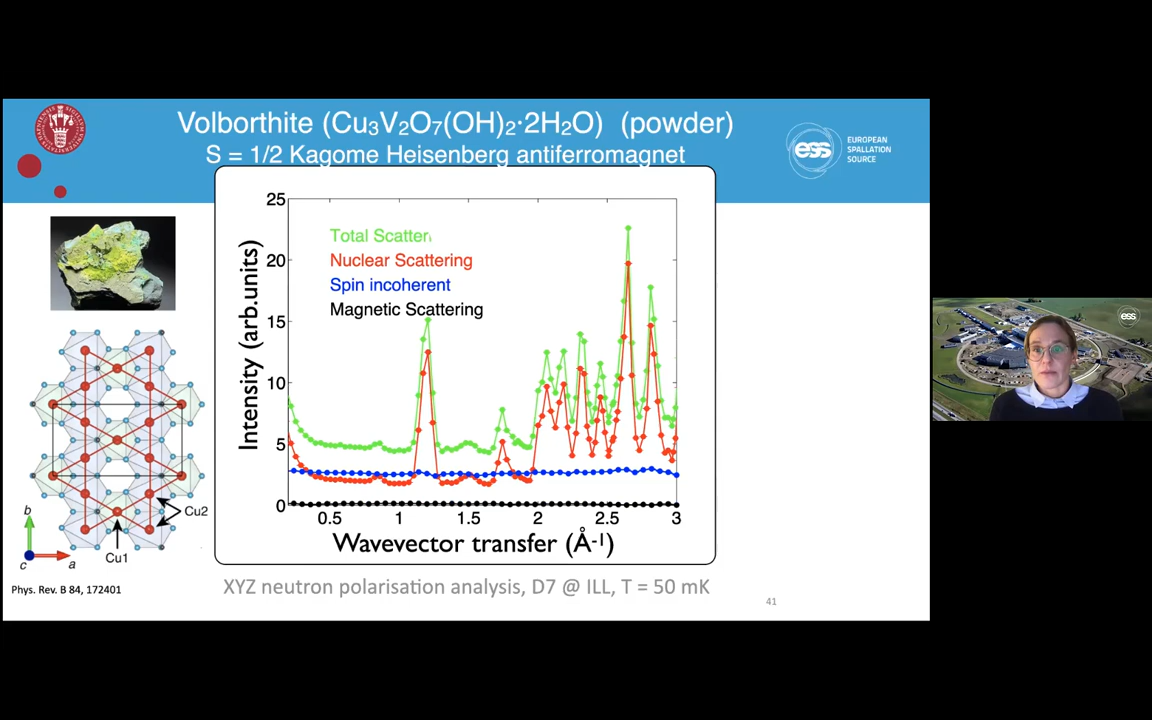 Volborthite (Cu3V2O7(OH)2·2H2O) (powder)
S = 1/2 Kagome Heisenberg antiferromagnet
ess
EUROPEAN
SPALLATION
SOURCE
25
20
15
10
5
0
Intensity (arb.units)
Total Scatter
Nuclear Scattering
Spin incoherent
Magnetic Scattering
0.5 1 1.5 2 2.5 3
Wavevector transfer (Å-1)
b
c
a
Cu1
Cu2
Phys. Rev. B 84, 172401
XYZ neutron polarisation analysis, D7 @ ILL, T = 50 mK
41
ess